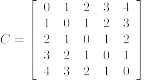 C = [ 0 1 2 3 4
1 0 1 2 3
2 1 0 1 2
3 2 1 0 1
4 3 2 1 0 ]